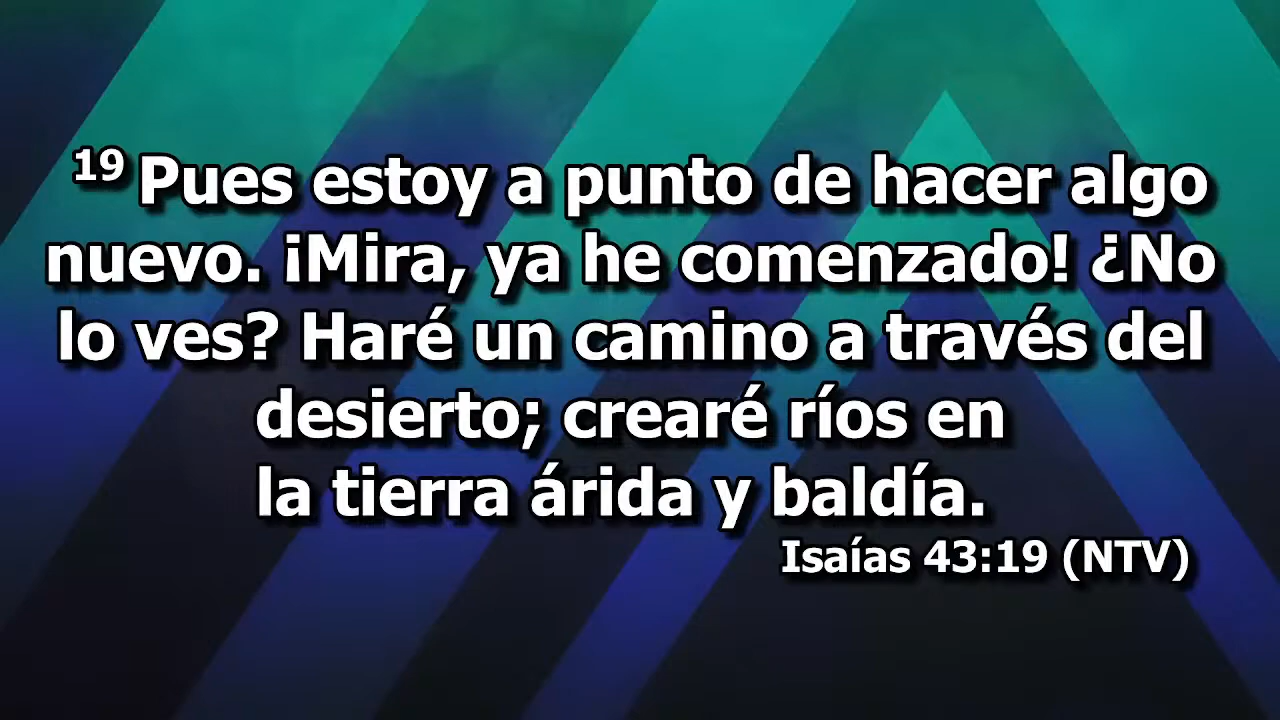 19 Pues estoy a punto de hacer algo
nuevo. ¡Mira, ya he comenzado! ¿No
lo ves? Haré un camino a través del
desierto; crearé ríos en
la tierra árida y baldía.
Isaías 43:19 (NTV)